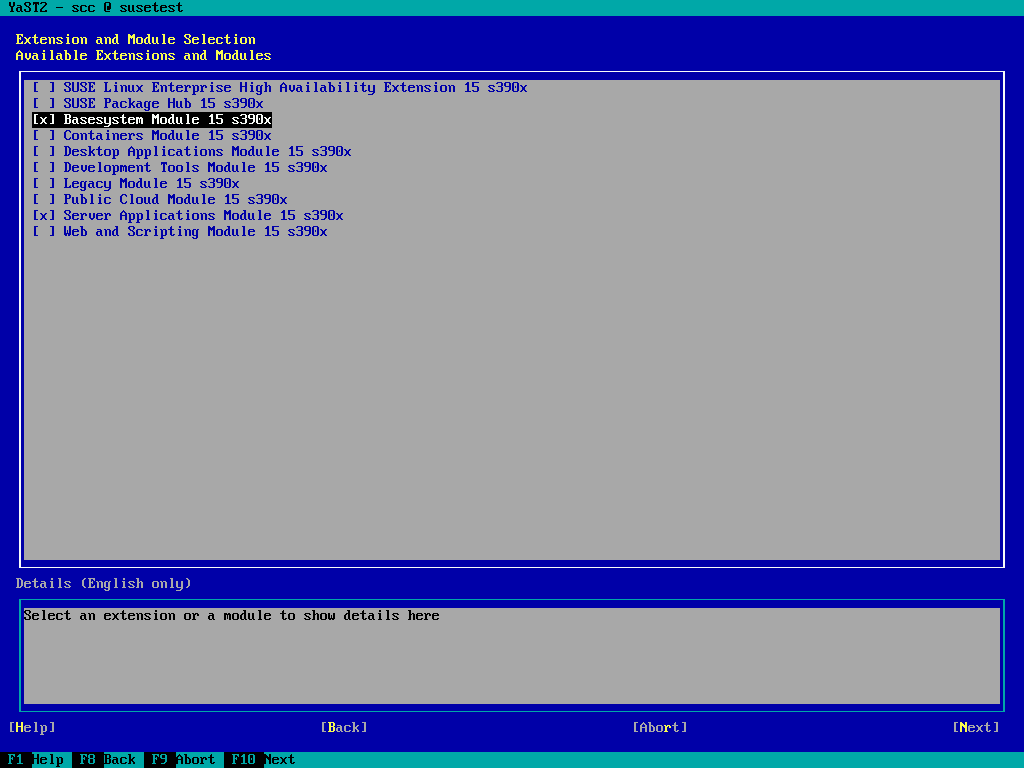 YaST2 - scc @ susetest
Extension and Module Selection
Available Extensions and Modules
[ ] SUSE Linux Enterprise High Availability Extension 15 s390x
[ ] SUSE Package Hub 15 s390x
[x] Basesystem Module 15 s390x
[ ] Containers Module 15 s390x
[ ] Desktop Applications Module 15 s390x
[ ] Development Tools Module 15 s390x
[ ] Legacy Module 15 s390x
[ ] Public Cloud Module 15 s390x
[x] Server Applications Module 15 s390x
[ ] Web and Scripting Module 15 s390x
Details (English only)
Select an extension or a module to show details here
[Help] [Back] [Abort] [Next]
F1 Help F8 Back F9 Abort F10 Next